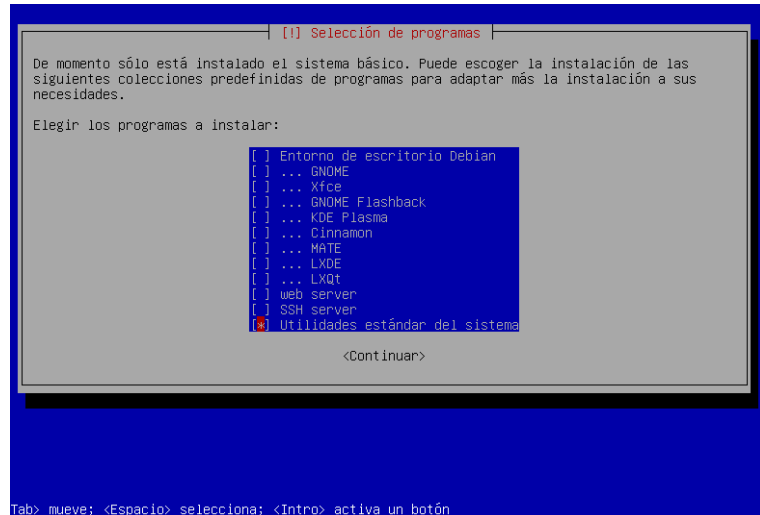 [!] Selección de programas
De momento sólo está instalado el sistema básico. Puede escoger la instalación de las
siguientes colecciones predefinidas de programas para adaptar más la instalación a sus
necesidades.
Elegir los programas a instalar:
[ ] Entorno de escritorio Debian
[ ] ... GNOME
[ ] ... Xfce
[ ] ... GNOME Flashback
[ ] ... KDE Plasma
[ ] ... Cinnamon
[ ] ... MATE
[ ] ... LXDE
[ ] ... LXQt
[ ] web server
[ ] SSH server
[*] Utilidades estándar del sistema
<Continuar>
Tab> mueve; <Espacio> selecciona; <Intro> activa un botón